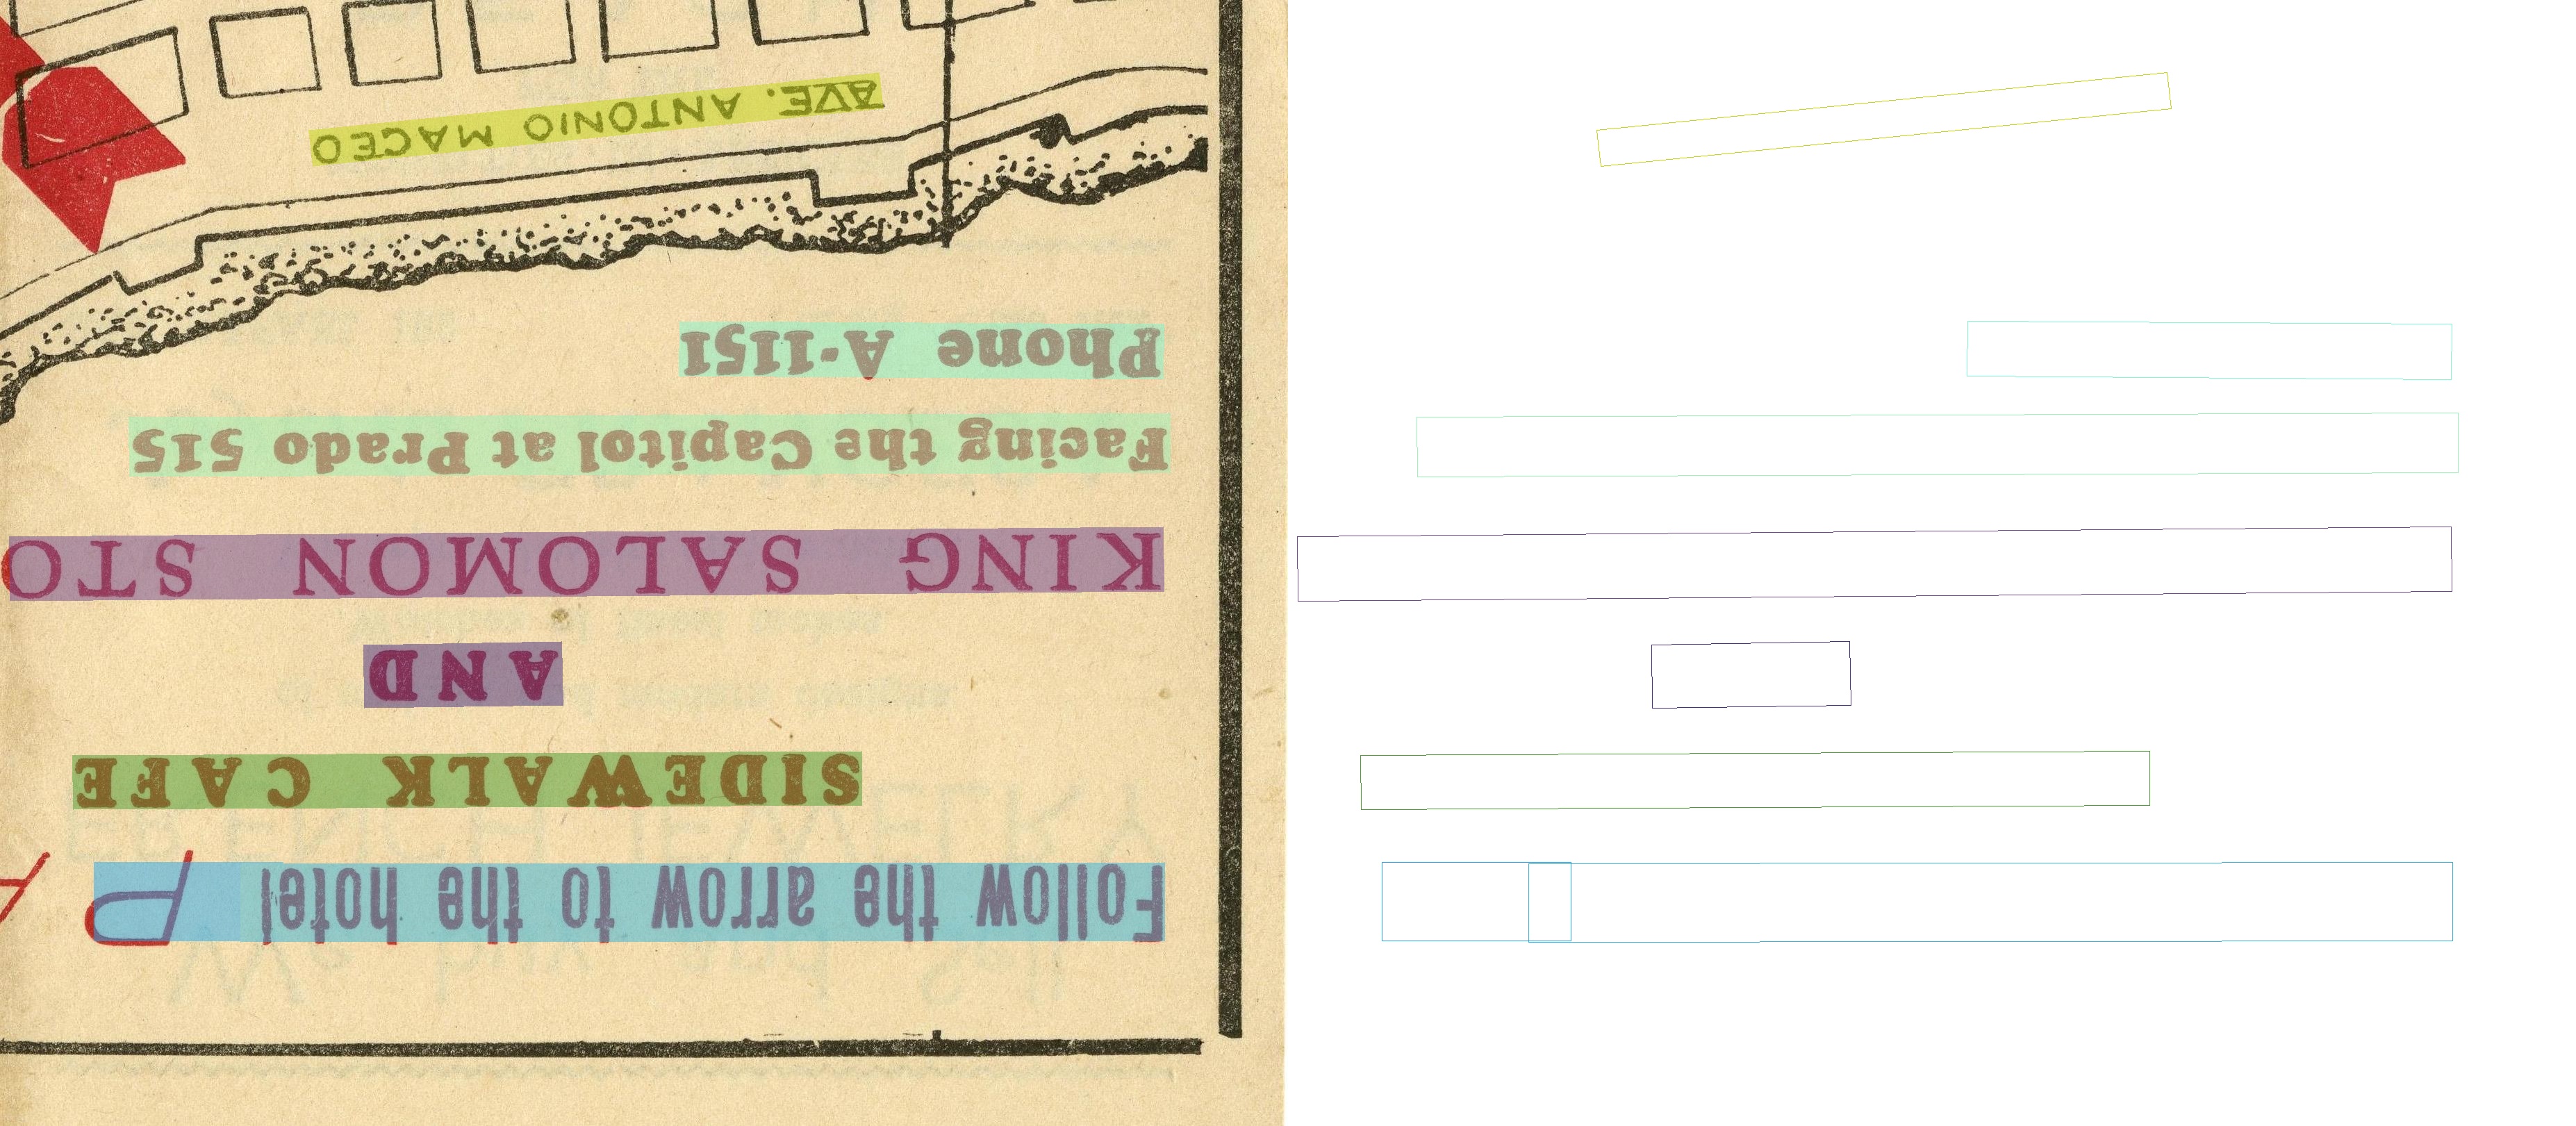 Follow the arrow to the hotel P
SIDEWALK CAFE
AND
KING SALOMON STO
Facing the Capitol at Prado 515
Phone A-1151
AVE. ANTONIO MACEO